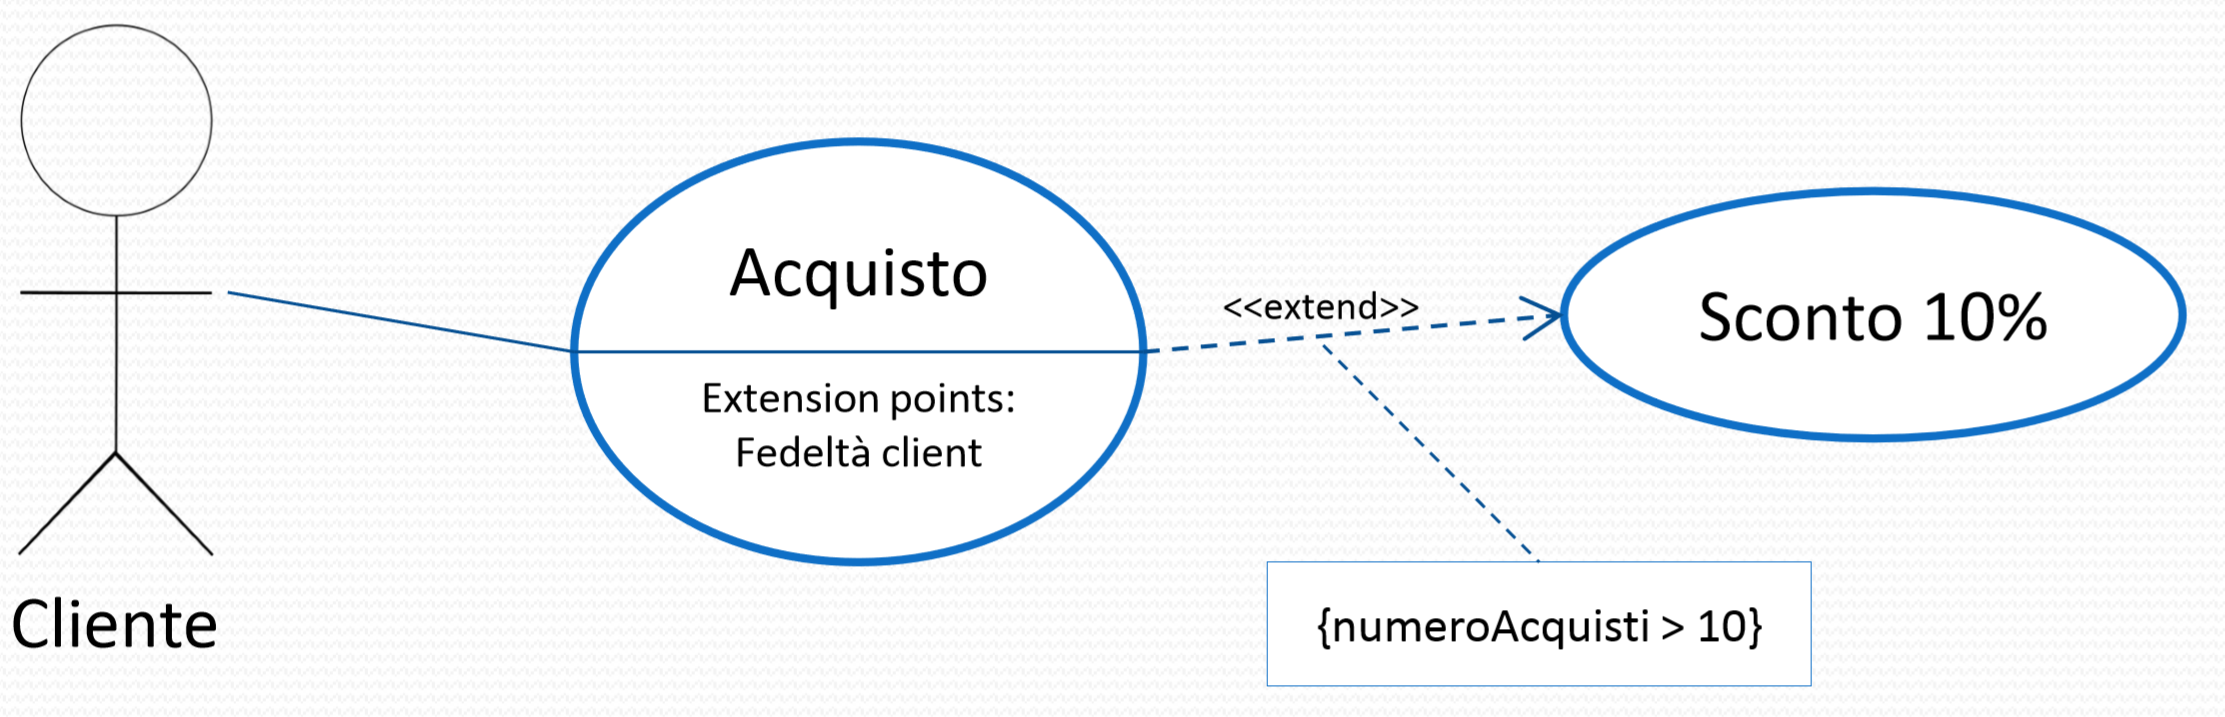 Acquisto
Extension points:
Fedeltà client
<<extend>>
Sconto 10%
{numeroAcquisti > 10}
Cliente